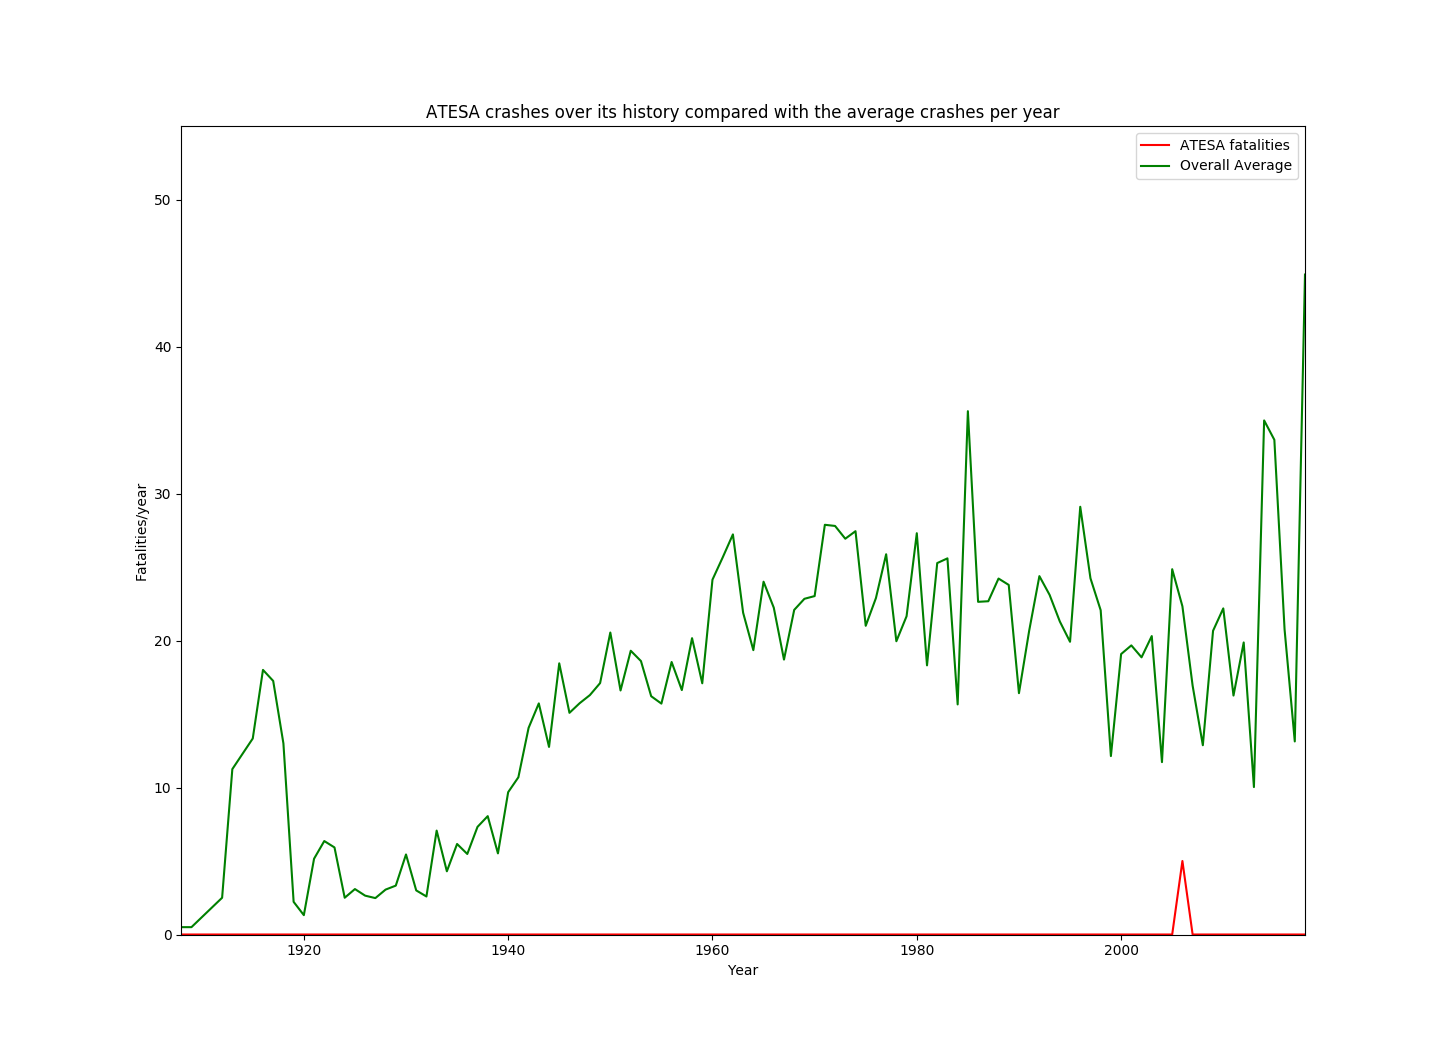 ATESA crashes over its history compared with the average crashes per year
ATESA fatalities
Overall Average
50
40
30
20
10
0
Fatalities/year
1920 1940 1960 1980 2000
Year